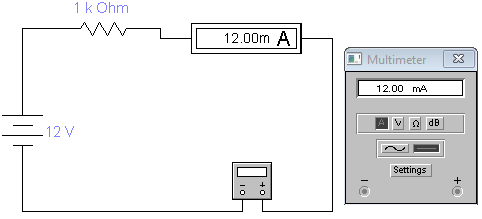 1 k Ohm
12.00m A
12 V
- +
Multimeter
12.00 mA
A V Ω dB
Settings
- +